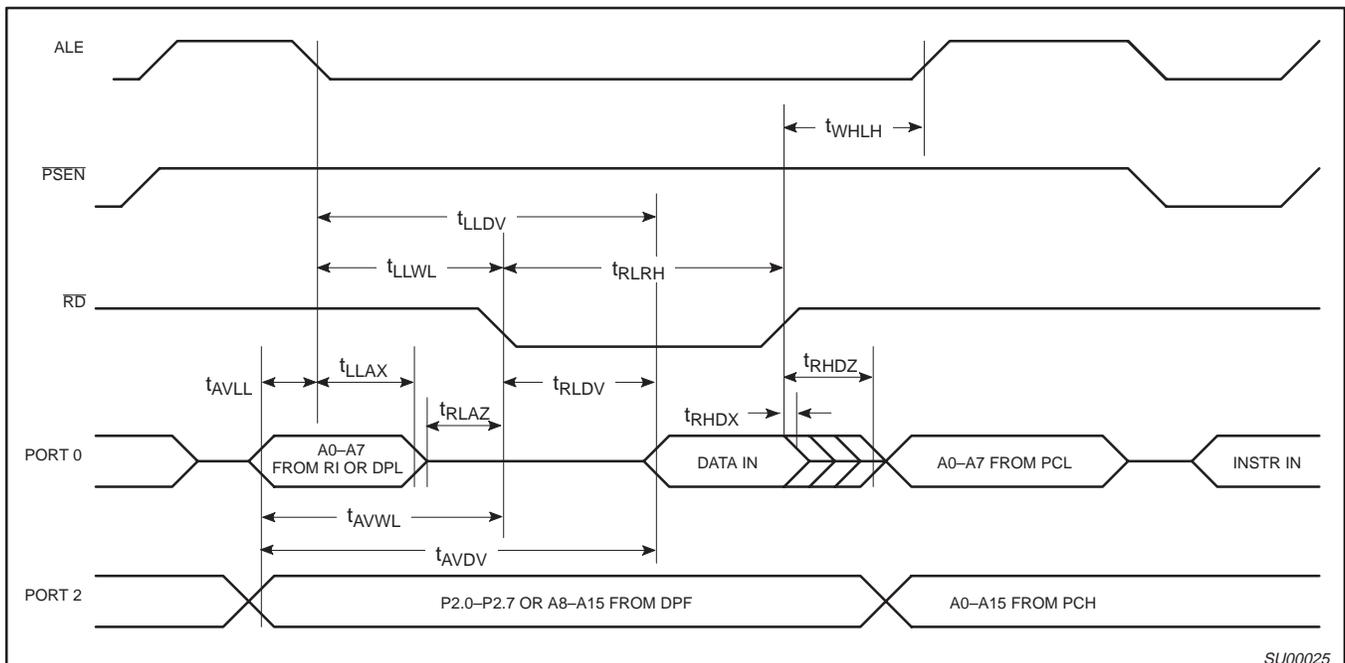 ALE
tWHLH
PSEN
tLLDV
tLLWL
tRLRH
RD
tAVLL
tLLAX
tRLAZ
tRLDV
tRHDZ
tRHDX
PORT 0
A0–A7
FROM RI OR DPL
DATA IN
A0–A7 FROM PCL
INSTR IN
tAVWL
tAVDV
PORT 2
P2.0–P2.7 OR A8–A15 FROM DPF
A0–A15 FROM PCH
SU00025